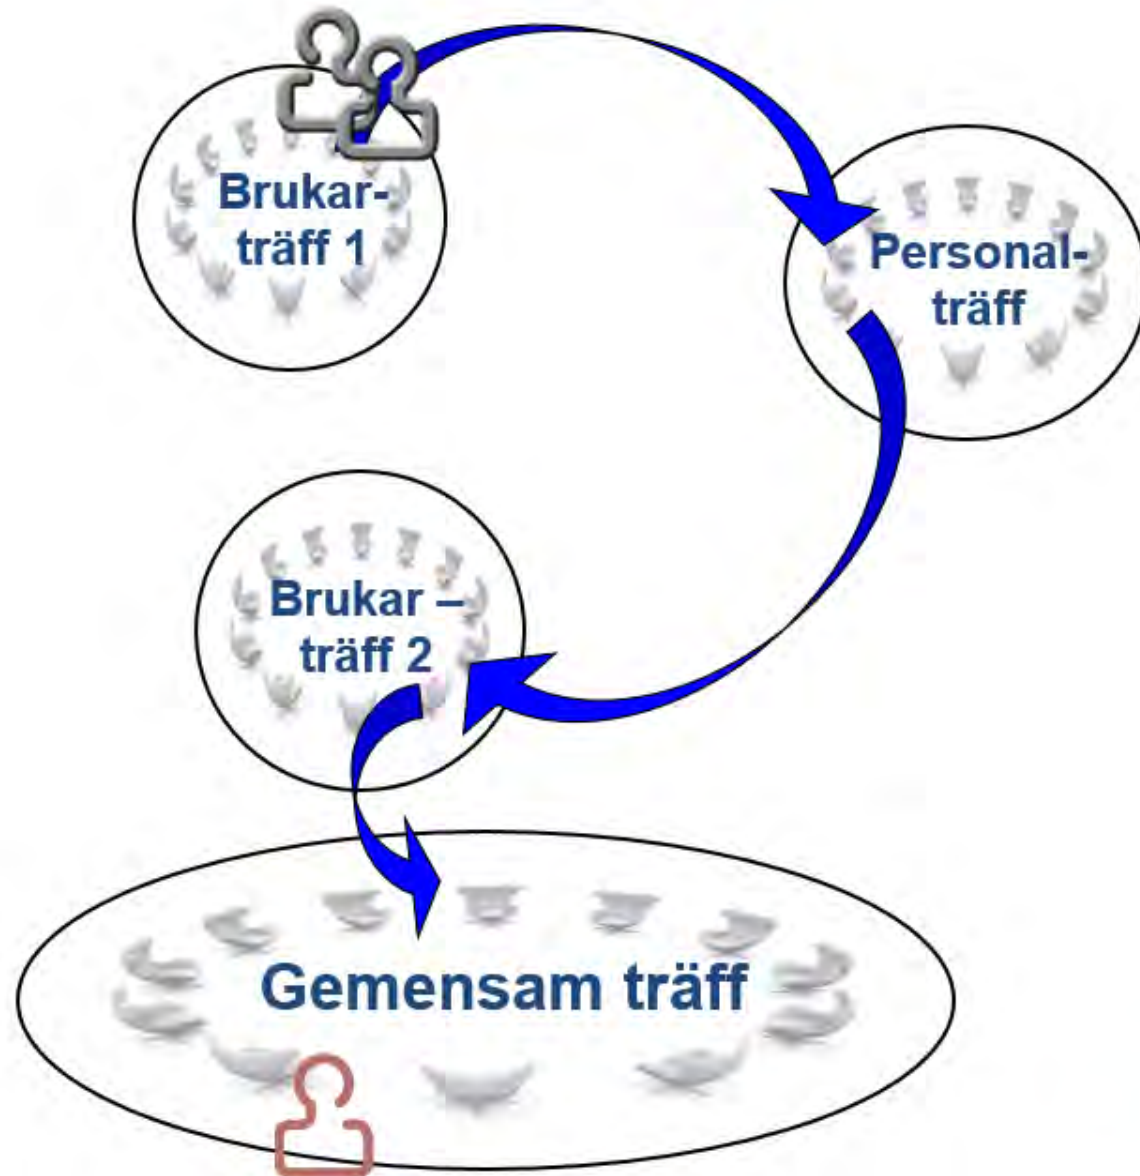 Brukar-
träff 1
Personal-
träff
Brukar –
träff 2
Gemensam träff